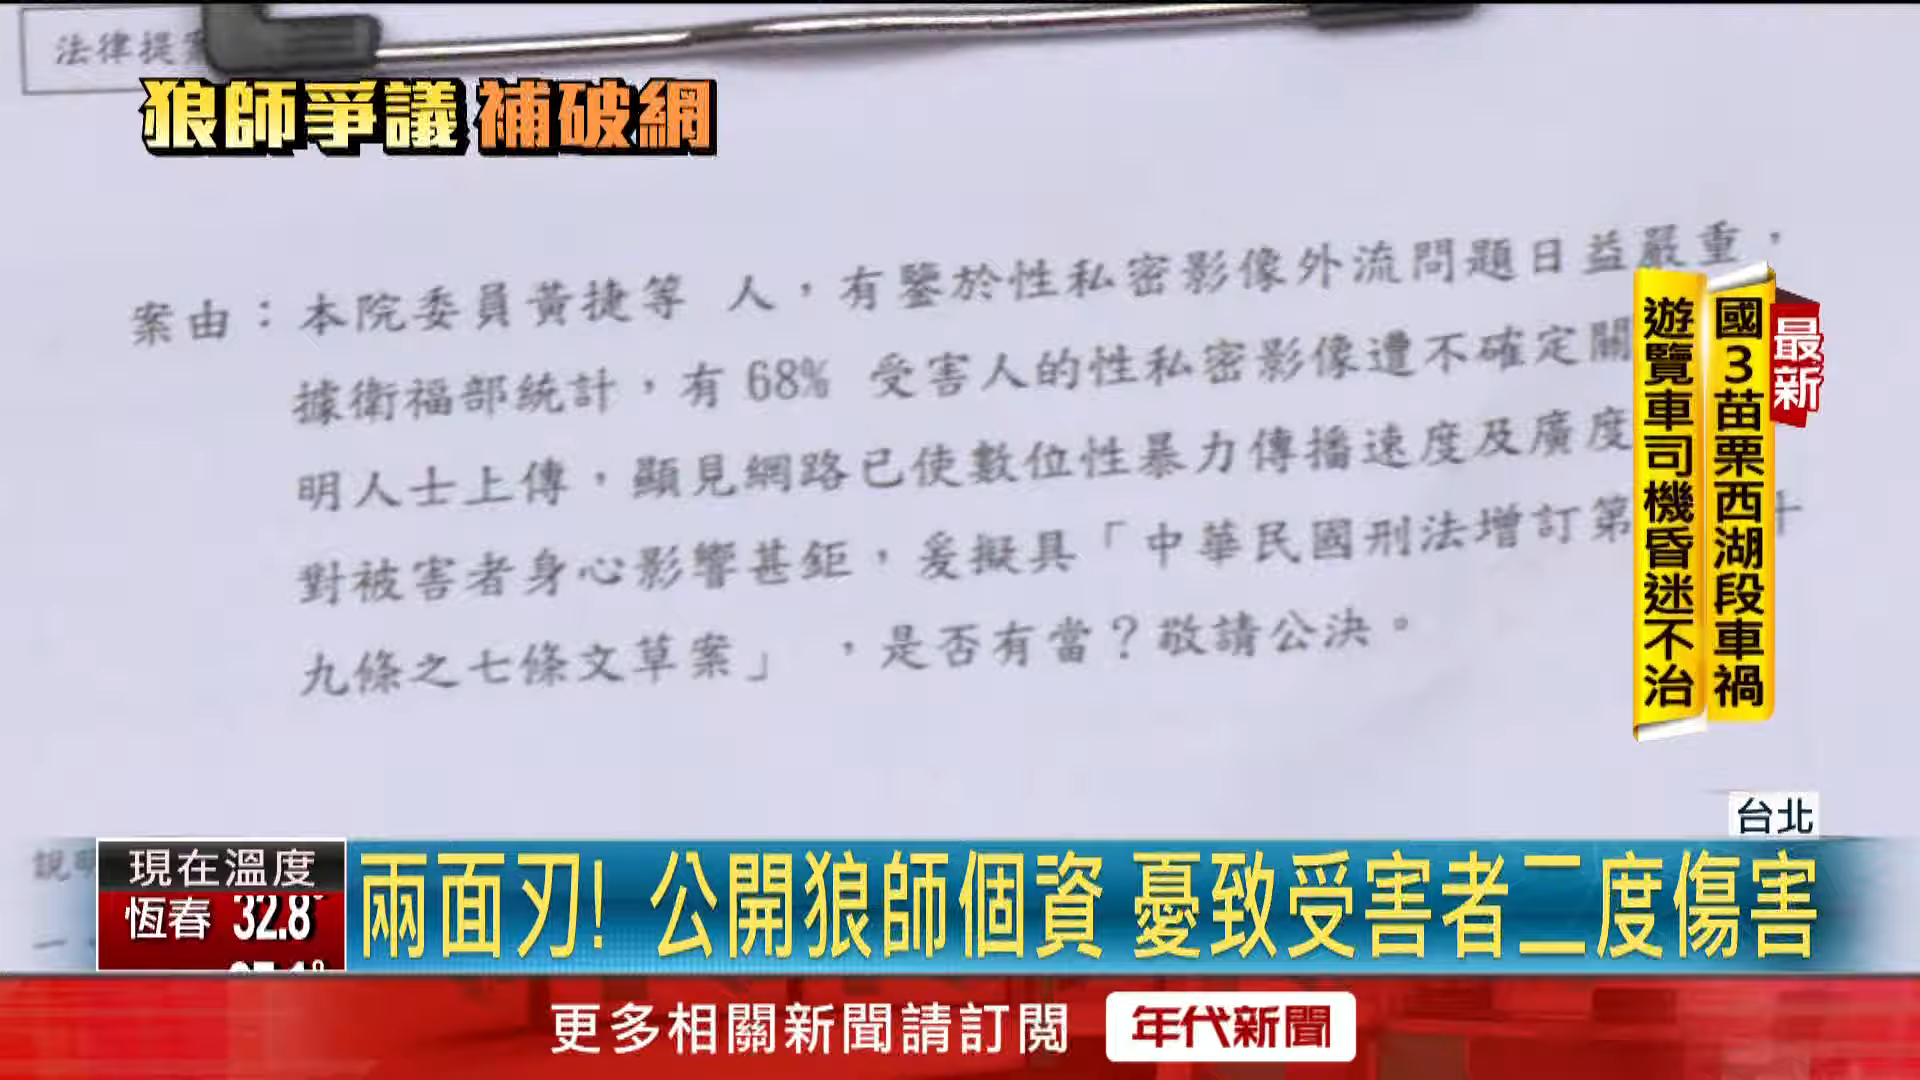 法律提案
狼師爭議 補破網
案由：本院委員黃捷等 人，有鑒於性私密影像外流問題日益嚴重，
據衛福部統計，有 68% 受害人的性私密影像遭不確定關
明人士上傳，顯見網路已使數位性暴力傳播速度及廣度
對被害者身心影響甚鉅，爰擬具「中華民國刑法增訂第
九條之七條文草案」，是否有當？敬請公決。
最新
國3苗栗西湖段車禍
遊覽車司機昏迷不治
台北
說明
現在溫度
恆春 32.8°
兩面刃! 公開狼師個資 憂致受害者二度傷害
更多相關新聞請訂閱 年代新聞